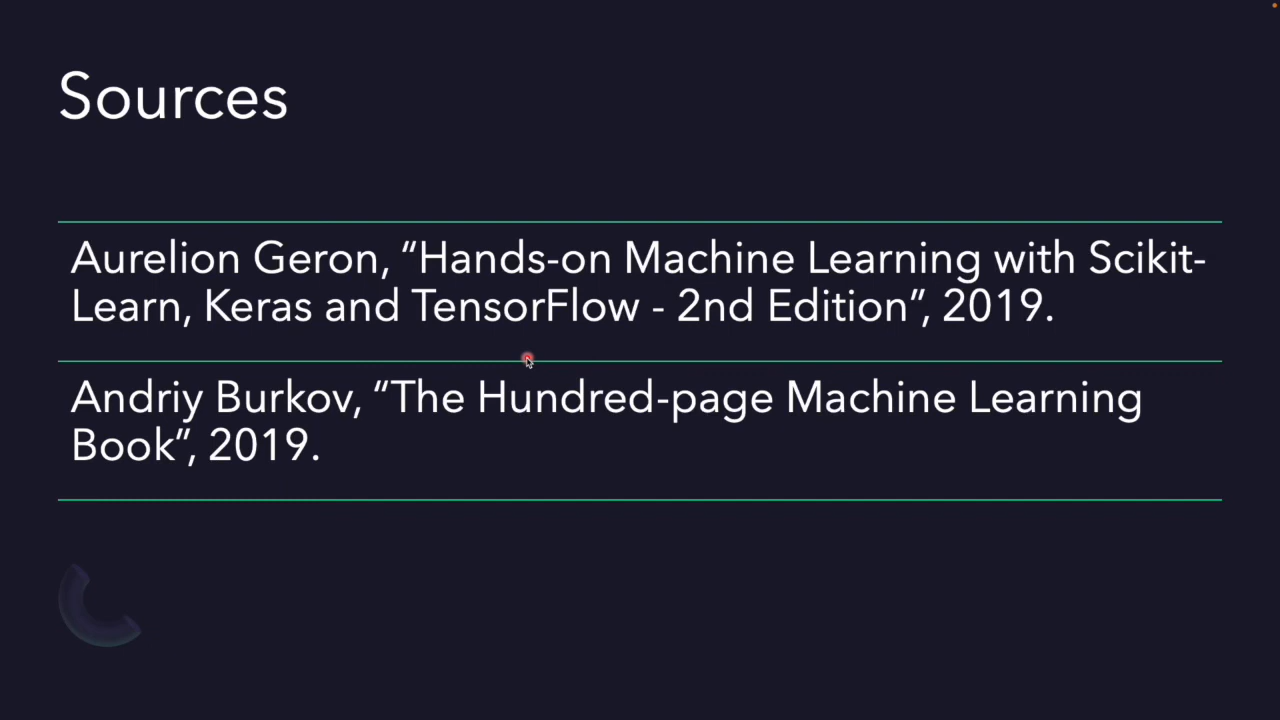 Sources
Aurelion Geron, “Hands-on Machine Learning with Scikit-
Learn, Keras and TensorFlow - 2nd Edition”, 2019.
Andriy Burkov, “The Hundred-page Machine Learning
Book”, 2019.